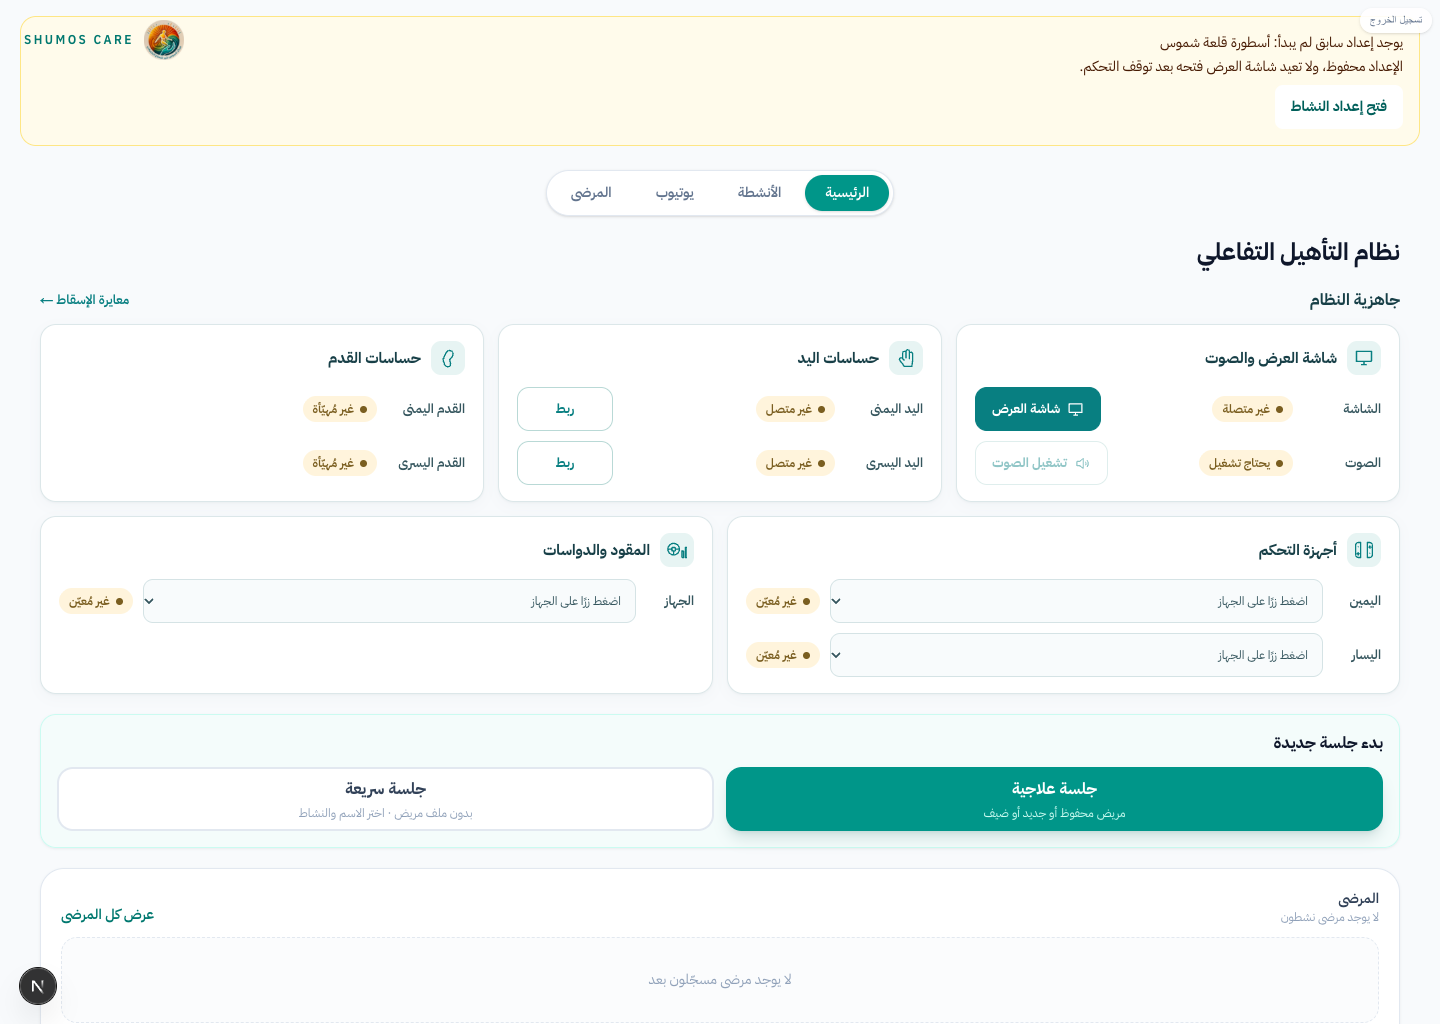 تسجيل الخروج
SHUMOS CARE
يوجد إعداد سابق لم يبدأ: أسطورة قلعة شموس
الإعداد محفوظ، ولا تعيد شاشة العرض فتحه بعد توقف التحكم.
فتح إعداد النشاط
الرئيسية
الأنشطة
يوتيوب
المرضى
نظام التأهيل التفاعلي
جاهزية النظام
معايرة الإسقاط ←
شاشة العرض والصوت
الشاشة
غير متصلة
شاشة العرض
الصوت
يحتاج تشغيل
تشغيل الصوت
حساسات اليد
اليد اليمنى
غير متصل
ربط
اليد اليسرى
غير متصل
ربط
حساسات القدم
القدم اليمنى
غير مُهيّأة
القدم اليسرى
غير مُهيّأة
أجهزة التحكم
اليمين
اضغط زرًا على الجهاز
غير مُعيّن
اليسار
اضغط زرًا على الجهاز
غير مُعيّن
المقود والدواسات
الجهاز
اضغط زرًا على الجهاز
غير مُعيّن
بدء جلسة جديدة
جلسة علاجية
مريض محفوظ أو جديد أو ضيف
جلسة سريعة
بدون ملف مريض · اختر الاسم والنشاط
المرضى
لا يوجد مرضى نشطون
عرض كل المرضى
لا يوجد مرضى مسجّلون بعد
N